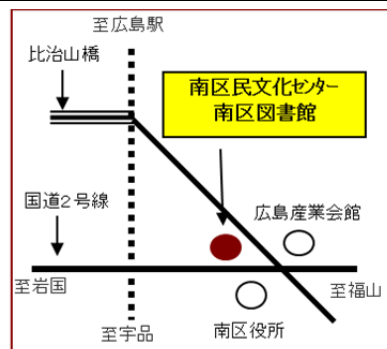 至広島駅
比治山橋
南区民文化センター
南区図書館
国道2号線
広島産業会館
至岩国
至福山
至宇品
南区役所